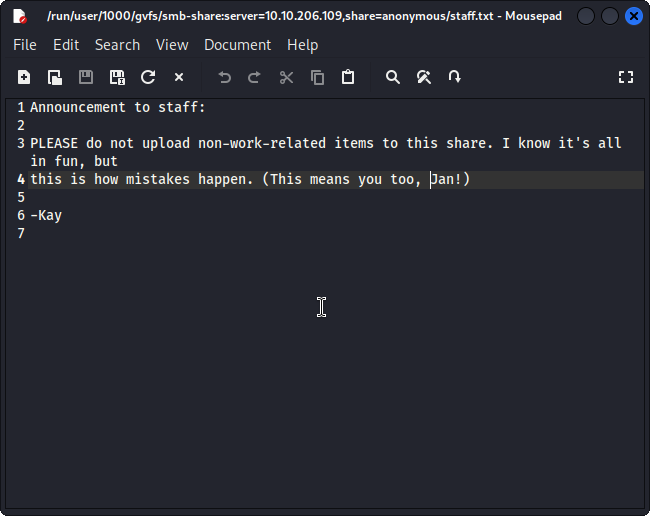 /run/user/1000/gvfs/smb-share:server=10.10.206.109,share=anonymous/staff.txt - Mousepad
File Edit Search View Document Help
1 Announcement to staff:
2
3 PLEASE do not upload non-work-related items to this share. I know it's all
in fun, but
4 this is how mistakes happen. (This means you too, Jan!)
5
6 -Kay
7